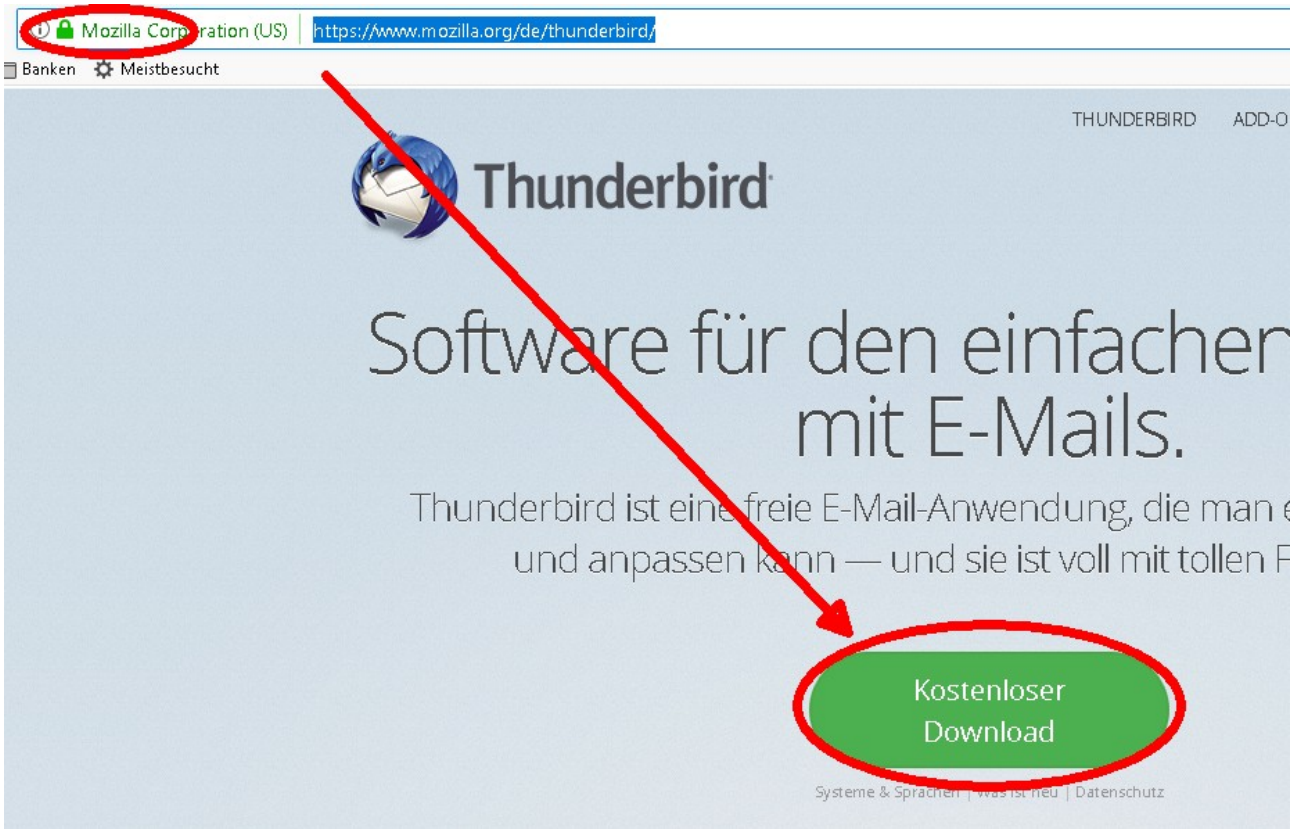 Mozilla Corporation (US) https://www.mozilla.org/de/thunderbird/
Banken Meistbesucht
THUNDERBIRD ADD-O
Thunderbird
Software für den einfachen
mit E-Mails.
Thunderbird ist eine freie E-Mail-Anwendung, die man e
und anpassen kann — und sie ist voll mit tollen F
Kostenloser
Download
Systeme & Sprachen | Was ist neu | Datenschutz